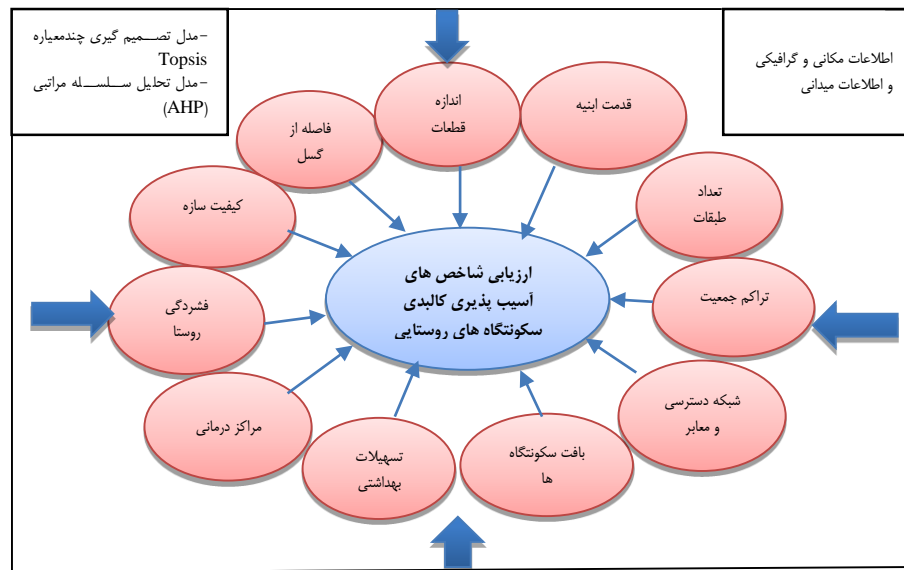 -مدل تصمیم گیری چندمعیاره
Topsis
-مدل تحلیل سلسله مراتبی
(AHP)
اطلاعات مکانی و گرافیکی
و اطلاعات میدانی
اندازه
قطعات
قدمت ابنیه
فاصله از
گسل
تعداد
طبقات
کیفیت سازه
ارزیابی شاخص های
آسیب پذیری کالبدی
سکونتگاه های روستایی
تراکم جمعیت
فشردگی
روستا
شبکه دسترسی
و معابر
مراکز درمانی
بافت سکونتگاه
ها
تسهیلات
بهداشتی